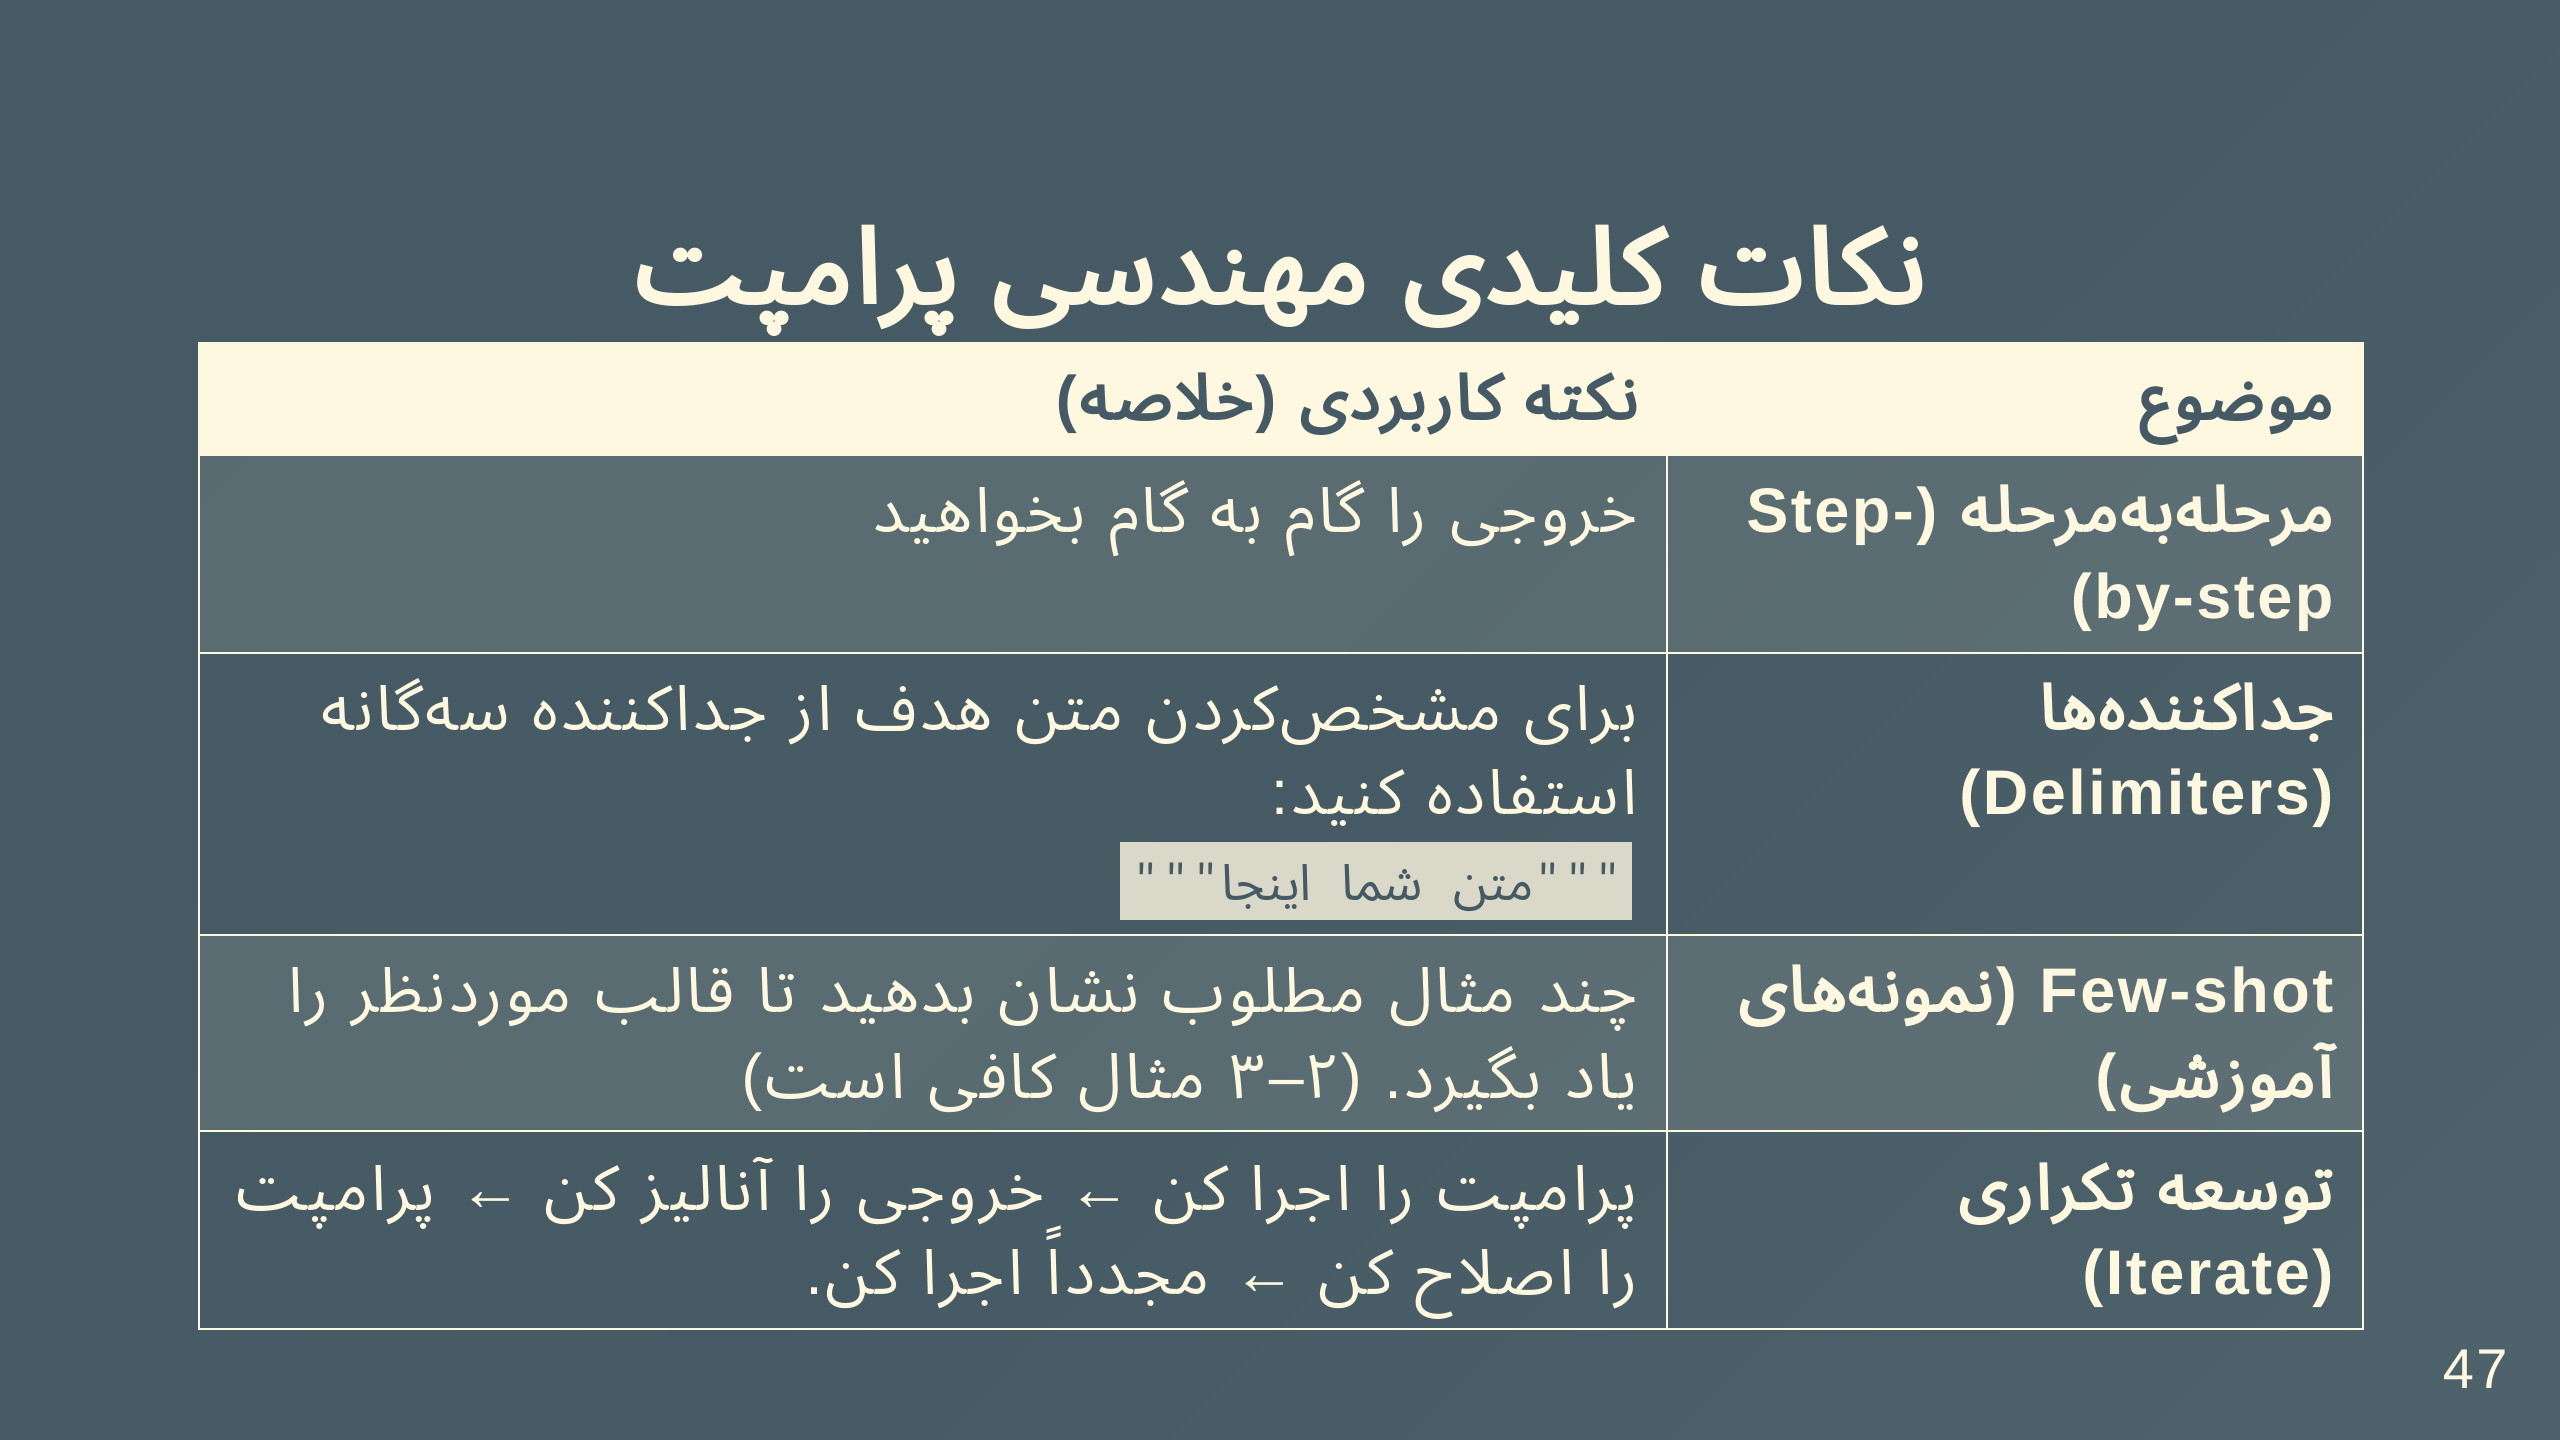 نکات کلیدی مهندسی پرامپت
موضوع
نکته کاربردی (خلاصه)
مرحله‌به‌مرحله (Step-
by-step)
خروجی را گام به گام بخواهید
جداکننده‌ها
(Delimiters)
برای مشخص‌کردن متن هدف از جداکننده سه‌گانه
استفاده کنید:
"""متن شما اینجا"""
Few-shot (نمونه‌های
آموزشی)
چند مثال مطلوب نشان بدهید تا قالب موردنظر را
یاد بگیرد. (۲–۳ مثال کافی است)
توسعه تکراری
(Iterate)
پرامپت را اجرا کن ← خروجی را آنالیز کن ← پرامپت
را اصلاح کن ← مجدداً اجرا کن.
47